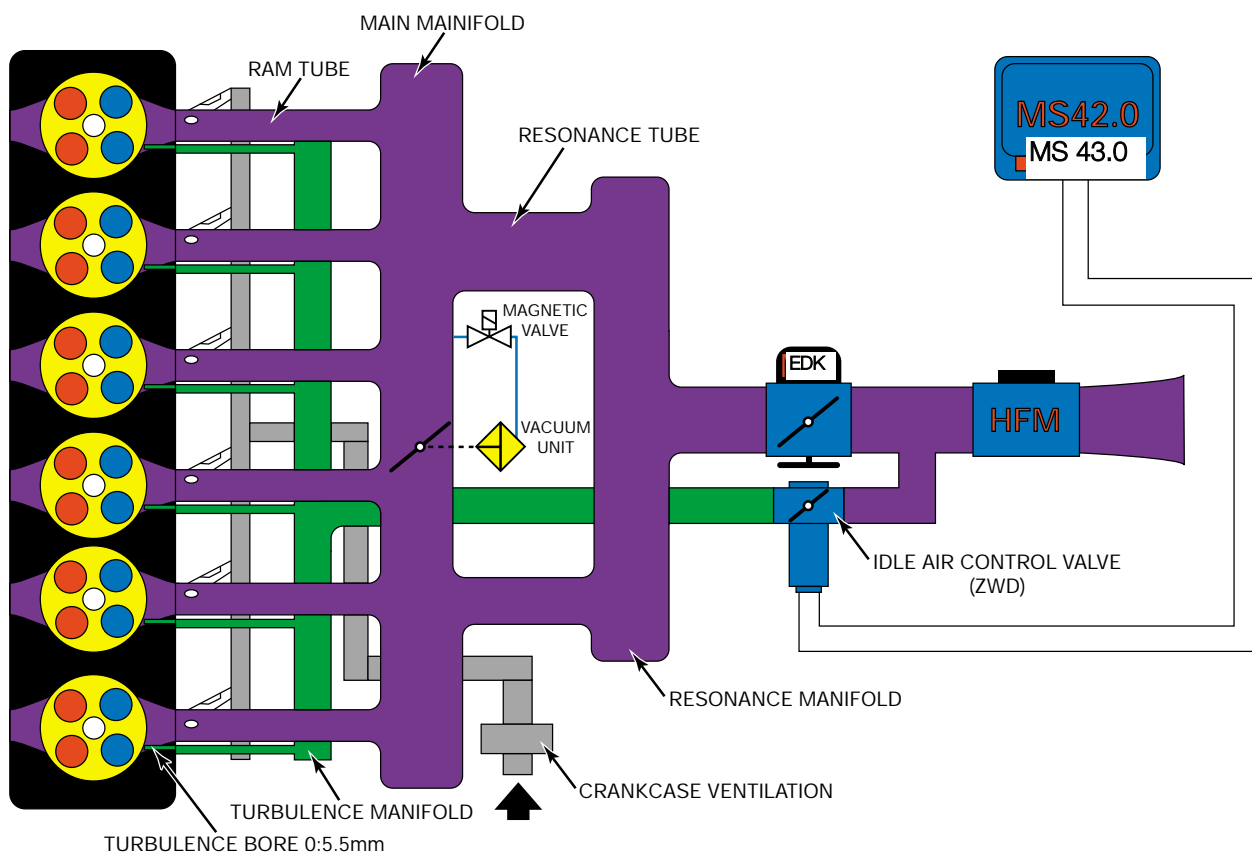 MAIN MAINIFOLD
RAM TUBE
RESONANCE TUBE
MS42.0
MS 43.0
MAGNETIC
VALVE
EDK
HFM
VACUUM
UNIT
IDLE AIR CONTROL VALVE
(ZWD)
RESONANCE MANIFOLD
CRANKCASE VENTILATION
TURBULENCE MANIFOLD
TURBULENCE BORE 0:5.5mm